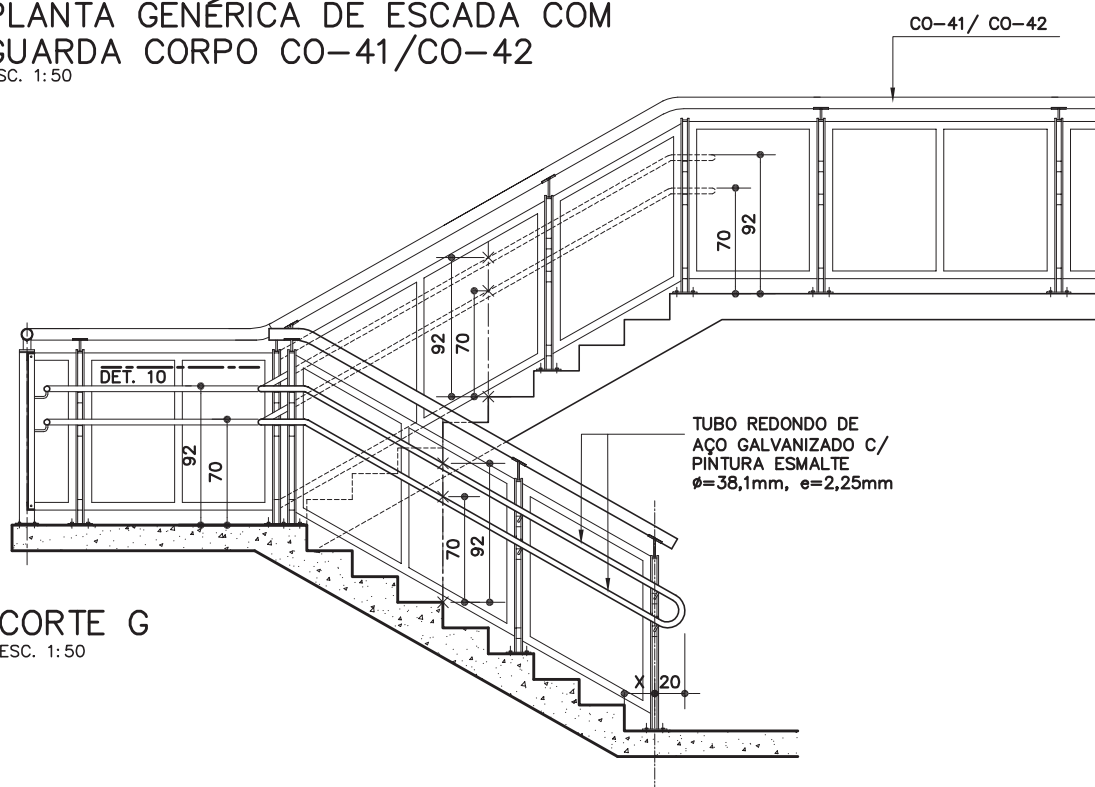 PLANTA GENÉRICA DE ESCADA COM
GUARDA CORPO CO-41/CO-42
ESC. 1:50
CO-41/ CO-42
70
92
92
70
DET. 10
92
70
TUBO REDONDO DE
AÇO GALVANIZADO C/
PINTURA ESMALTE
ø=38,1mm, e=2,25mm
70
92
CORTE G
ESC. 1:50
X 20